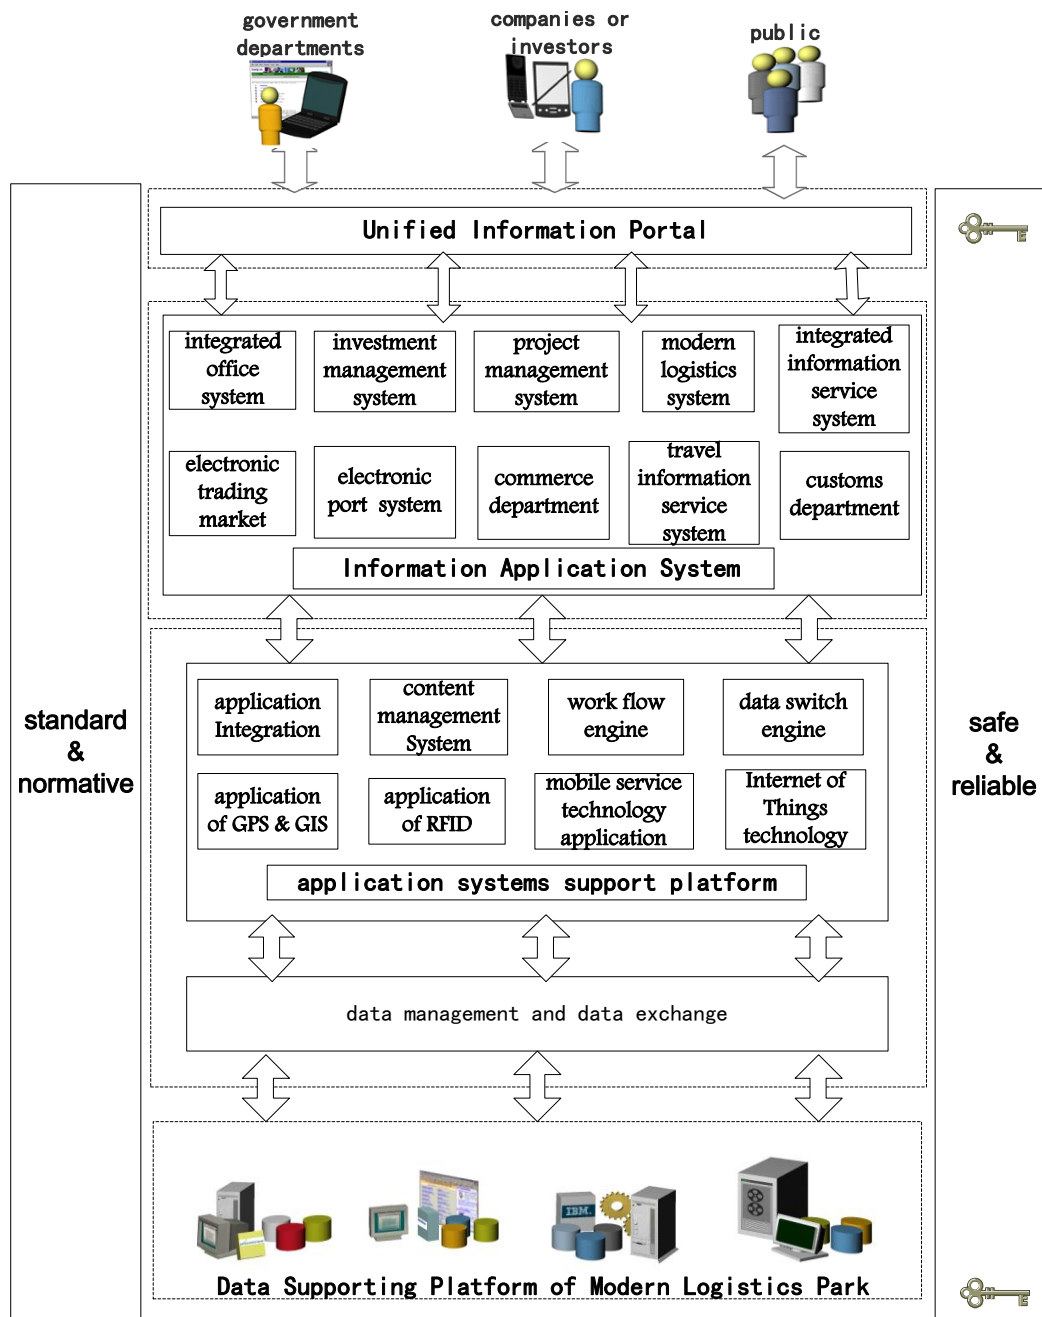 government
departments
companies or
investors
public
Unified Information Portal
integrated
office
system
investment
management
system
project
management
system
modern
logistics
system
integrated
information
service
system
electronic
trading
market
electronic
port system
commerce
department
travel
information
service
system
customs
department
Information Application System
application
Integration
content
management
System
work flow
engine
data switch
engine
application
of GPS & GIS
application
of RFID
mobile service
technology
application
Internet of
Things
technology
application systems support platform
data management and data exchange
IBM.
Data Supporting Platform of Modern Logistics Park
standard
&
normative
safe
&
reliable